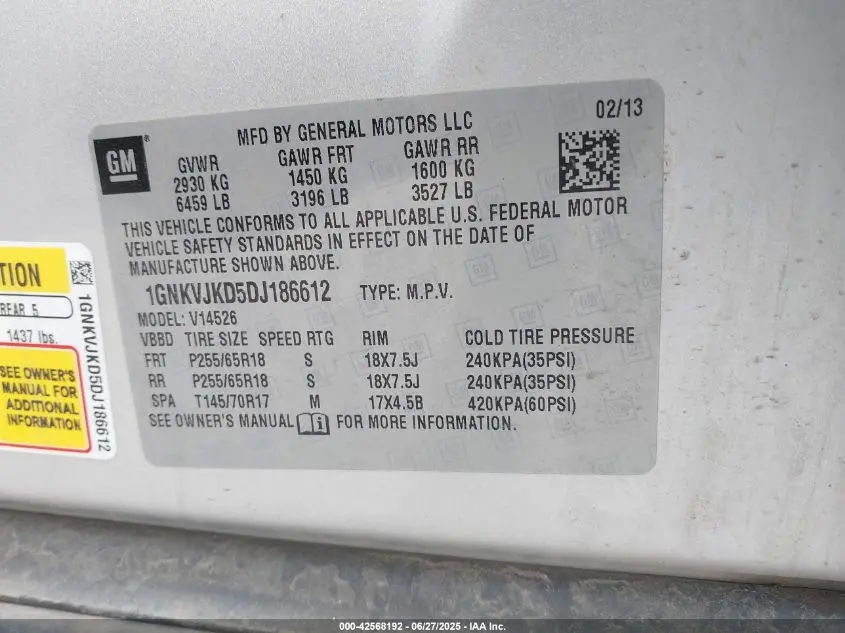 02/13
MFD BY GENERAL MOTORS LLC
GM
GVWR GAWR FRT GAWR RR
2930 KG 1450 KG 1600 KG
6459 LB 3196 LB 3527 LB
THIS VEHICLE CONFORMS TO ALL APPLICABLE U.S. FEDERAL MOTOR
VEHICLE SAFETY STANDARDS IN EFFECT ON THE DATE OF
MANUFACTURE SHOWN ABOVE.
1GNKVJKD5DJ186612 TYPE: M.P.V.
MODEL: V14526
VBBD TIRE SIZE SPEED RTG RIM COLD TIRE PRESSURE
FRT P255/65R18 S 18X7.5J 240KPA(35PSI)
RR P255/65R18 S 18X7.5J 240KPA(35PSI)
SPA T145/70R17 M 17X4.5B 420KPA(60PSI)
SEE OWNER'S MANUAL i FOR MORE INFORMATION.
TION
REAR 5
1437 lbs.
SEE OWNER'S
MANUAL FOR
ADDITIONAL
INFORMATION
1GNKVJKD5DJ186612
000-42568192 - 06/27/2025 - IAA Inc.